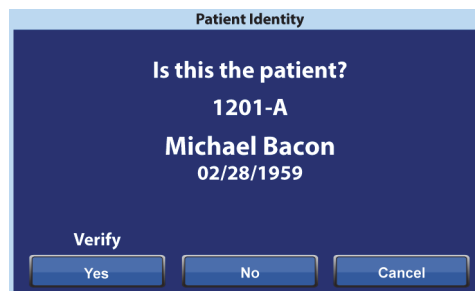 Patient Identity
Is this the patient?
1201-A
Michael Bacon
02/28/1959
Verify
Yes No Cancel